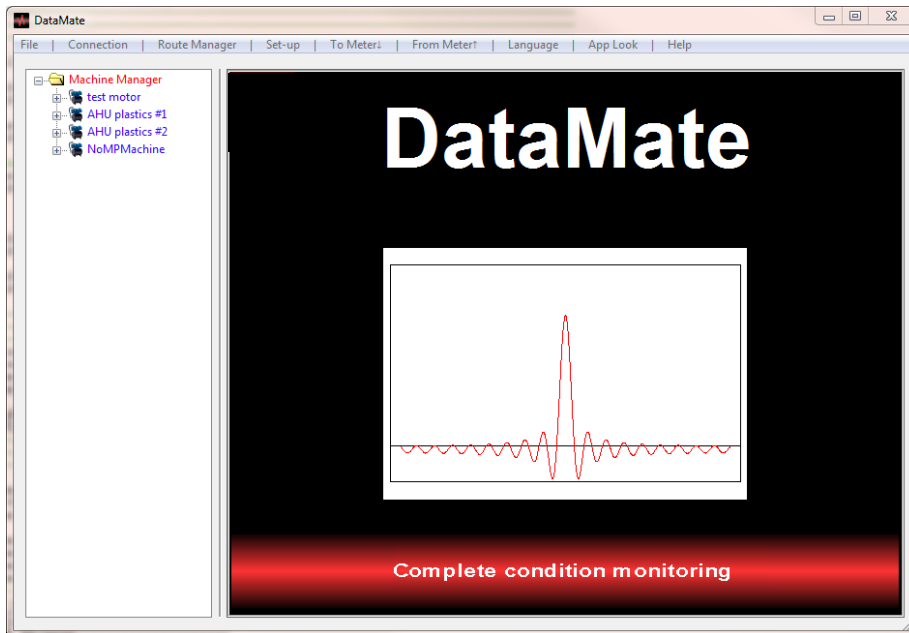 DataMate
File | Connection | Route Manager | Set-up | To Meter↓ | From Meter↑ | Language | App Look | Help
Machine Manager
test motor
AHU plastics #1
AHU plastics #2
NoMPMachine
DataMate
Complete condition monitoring